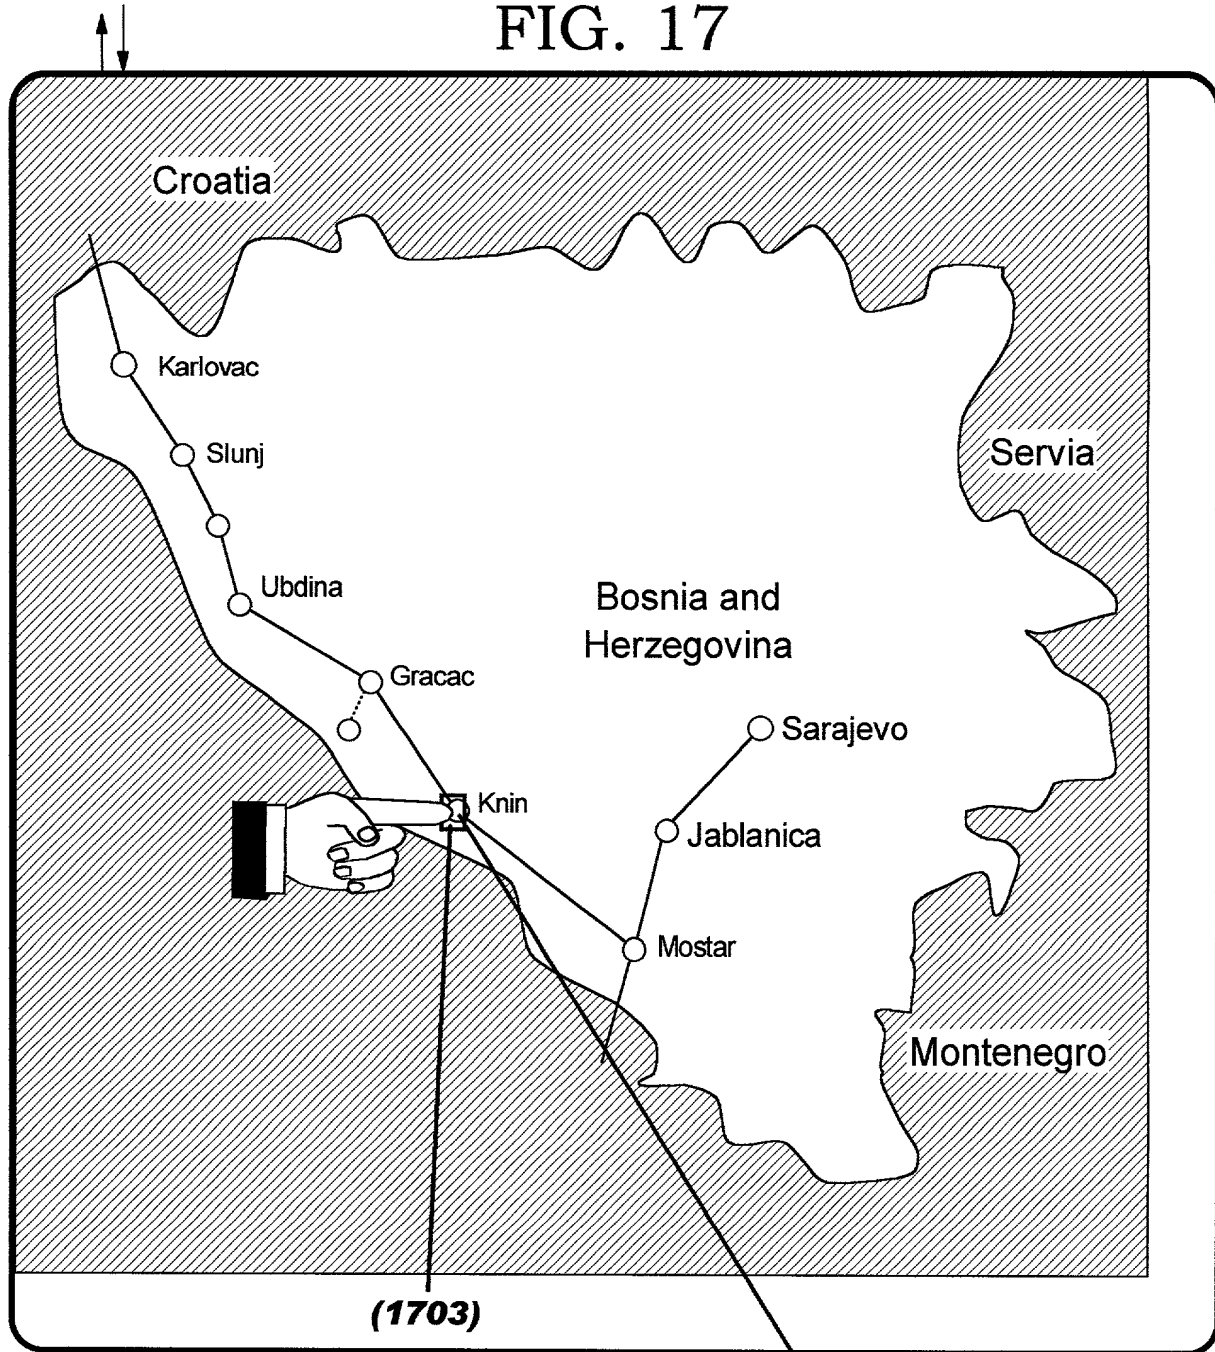 FIG. 17
Croatia
Karlovac
Slunj
Servia
Ubdina
Bosnia and
Herzegovina
Gracac
Sarajevo
Knin
Jablanica
Mostar
Montenegro
(1703)